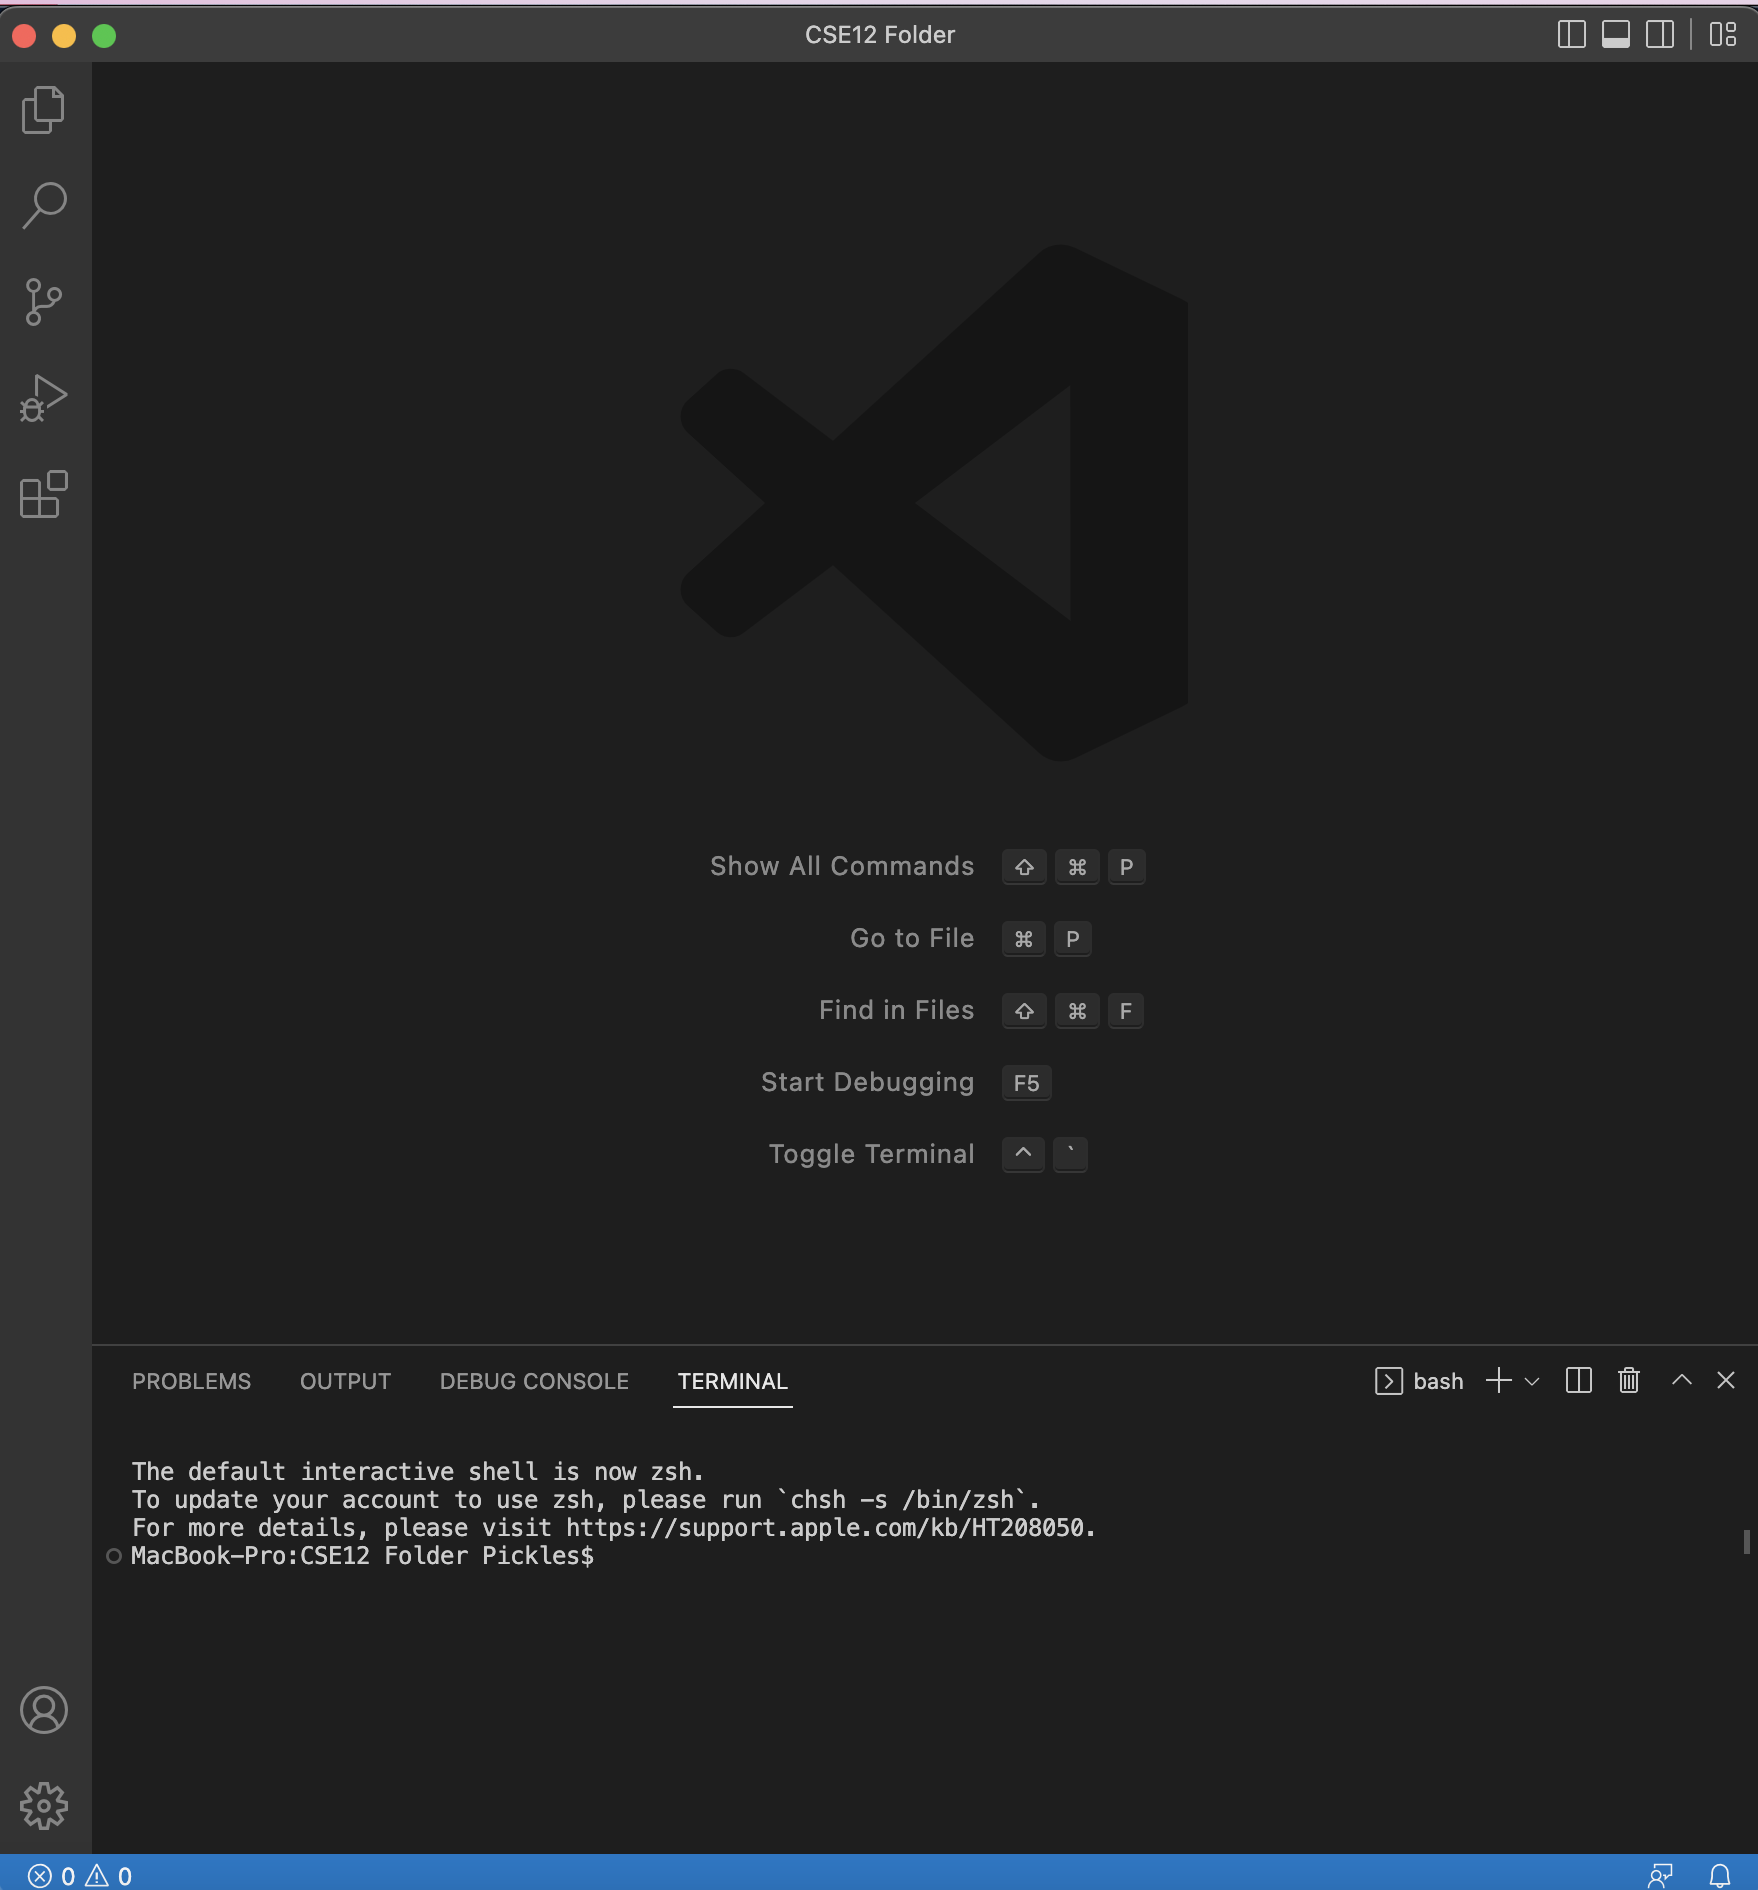 CSE12 Folder
Show All Commands ⇧ ⌘ P
Go to File ⌘ P
Find in Files ⇧ ⌘ F
Start Debugging F5
Toggle Terminal ^ `
PROBLEMS OUTPUT DEBUG CONSOLE TERMINAL bash
The default interactive shell is now zsh.
To update your account to use zsh, please run `chsh -s /bin/zsh`.
For more details, please visit https://support.apple.com/kb/HT208050.
MacBook-Pro:CSE12 Folder Pickles$
0 0